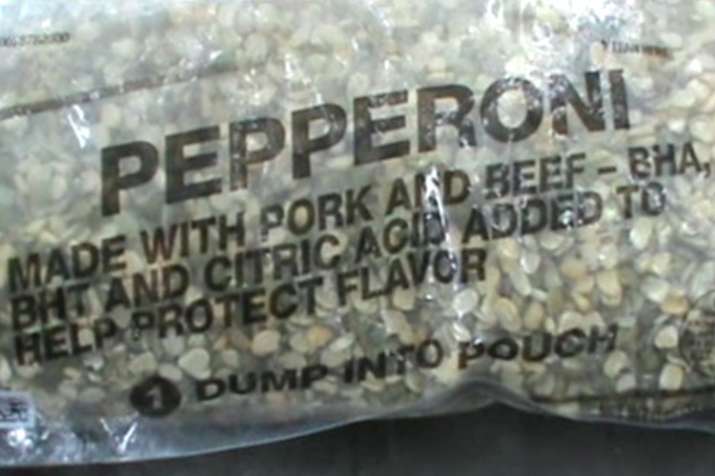 PEPPERONI
MADE WITH PORK AND BEEF - BHA,
BHT AND CITRIC ACID ADDED TO
HELP PROTECT FLAVOR
1 DUMP INTO POUCH